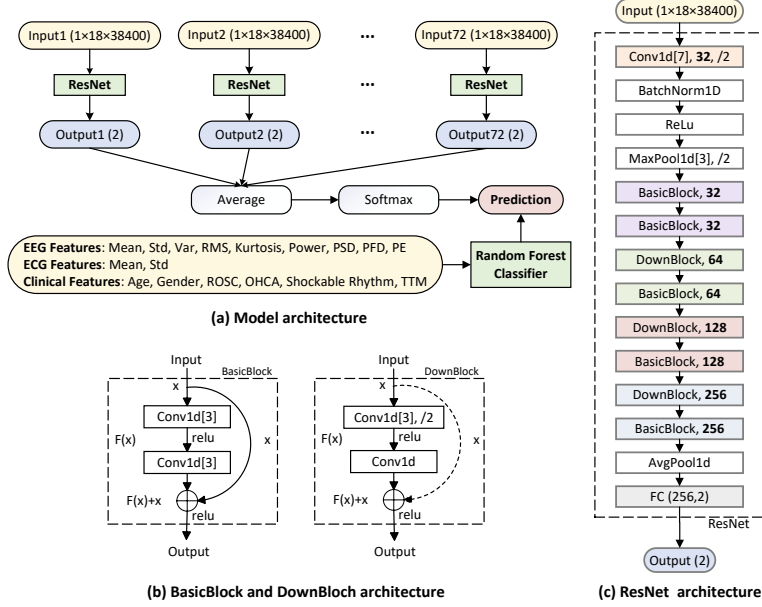 Input1 (1×18×38400)
Input2 (1×18×38400)
...
Input72 (1×18×38400)
ResNet
ResNet
...
ResNet
Output1 (2)
Output2 (2)
...
Output72 (2)
Average
Softmax
Prediction
EEG Features: Mean, Std, Var, RMS, Kurtosis, Power, PSD, PFD, PE
ECG Features: Mean, Std
Clinical Features: Age, Gender, ROSC, OHCA, Shockable Rhythm, TTM
Random Forest
Classifier
(a) Model architecture
Input
BasicBlock
x
Conv1d[3]
F(x)
relu
x
Conv1d[3]
F(x)+x
relu
Output
Input
DownBlock
x
Conv1d[3], /2
F(x)
relu
x
Conv1d
F(x)+x
relu
Output
(b) BasicBlock and DownBloch architecture
Input (1×18×38400)
Conv1d[7], 32, /2
BatchNorm1D
ReLu
MaxPool1d[3], /2
BasicBlock, 32
BasicBlock, 32
DownBlock, 64
BasicBlock, 64
DownBlock, 128
BasicBlock, 128
DownBlock, 256
BasicBlock, 256
AvgPool1d
FC (256,2)
ResNet
Output (2)
(c) ResNet architecture